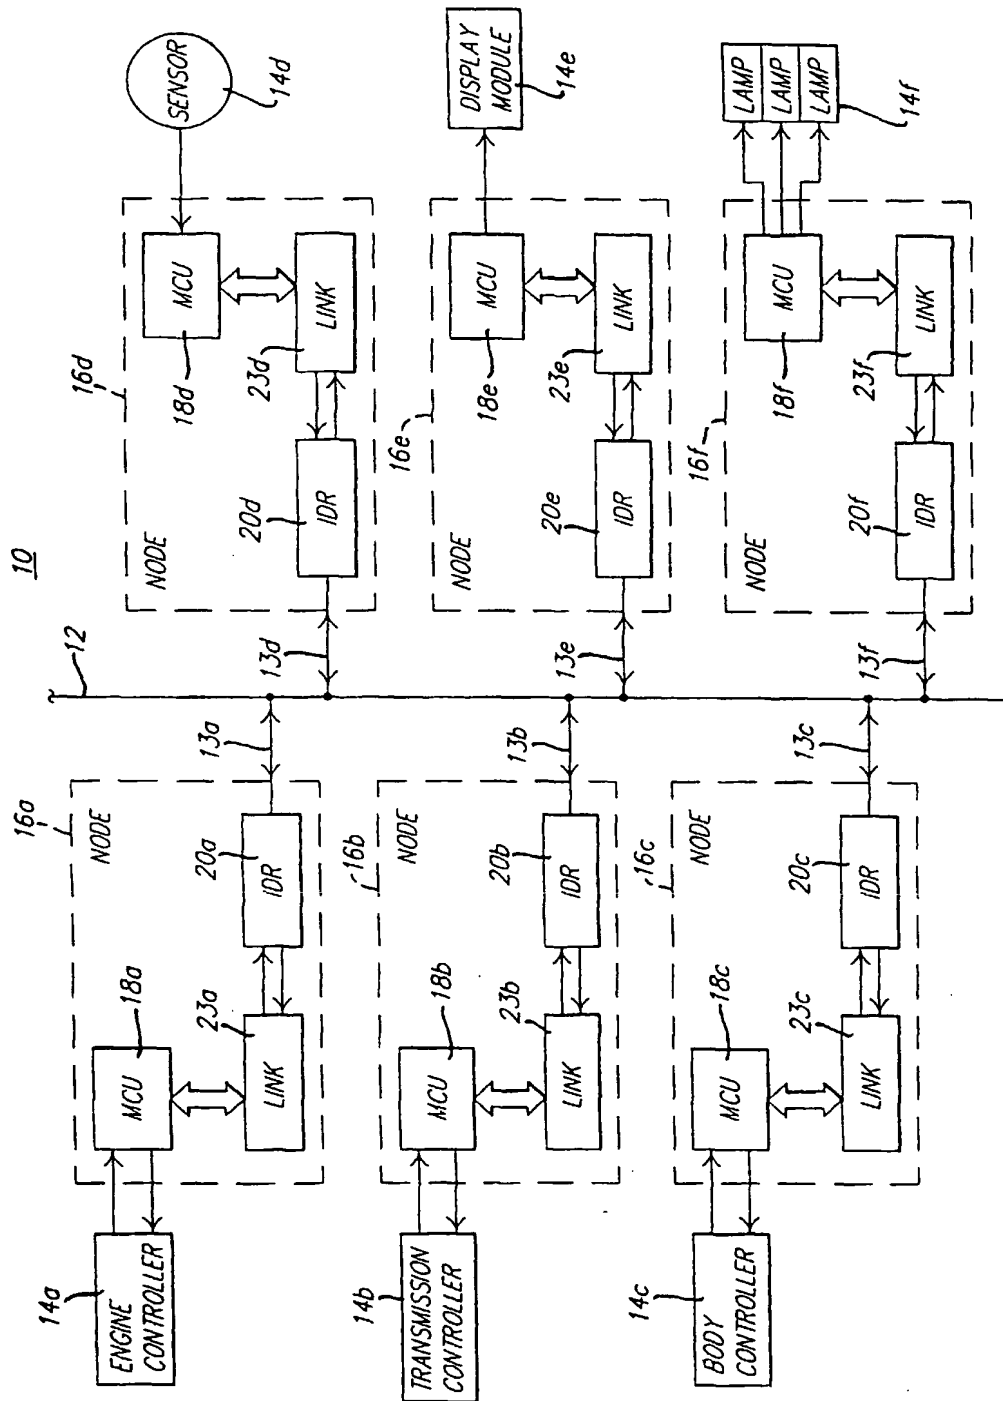 10
12
16a
NODE
14a
ENGINE
CONTROLLER
MCU
18a
23a
LINK
20a
IDR
13a
16b
NODE
14b
TRANSMISSION
CONTROLLER
MCU
18b
23b
LINK
20b
IDR
13b
16c
NODE
14c
BODY
CONTROLLER
MCU
18c
23c
LINK
20c
IDR
13c
16d
NODE
13d
20d
IDR
23d
LINK
18d
MCU
SENSOR
14d
16e
NODE
13e
20e
IDR
23e
LINK
18e
MCU
DISPLAY
MODULE
14e
16f
NODE
13f
20f
IDR
23f
LINK
18f
MCU
LAMP
LAMP
LAMP
14f